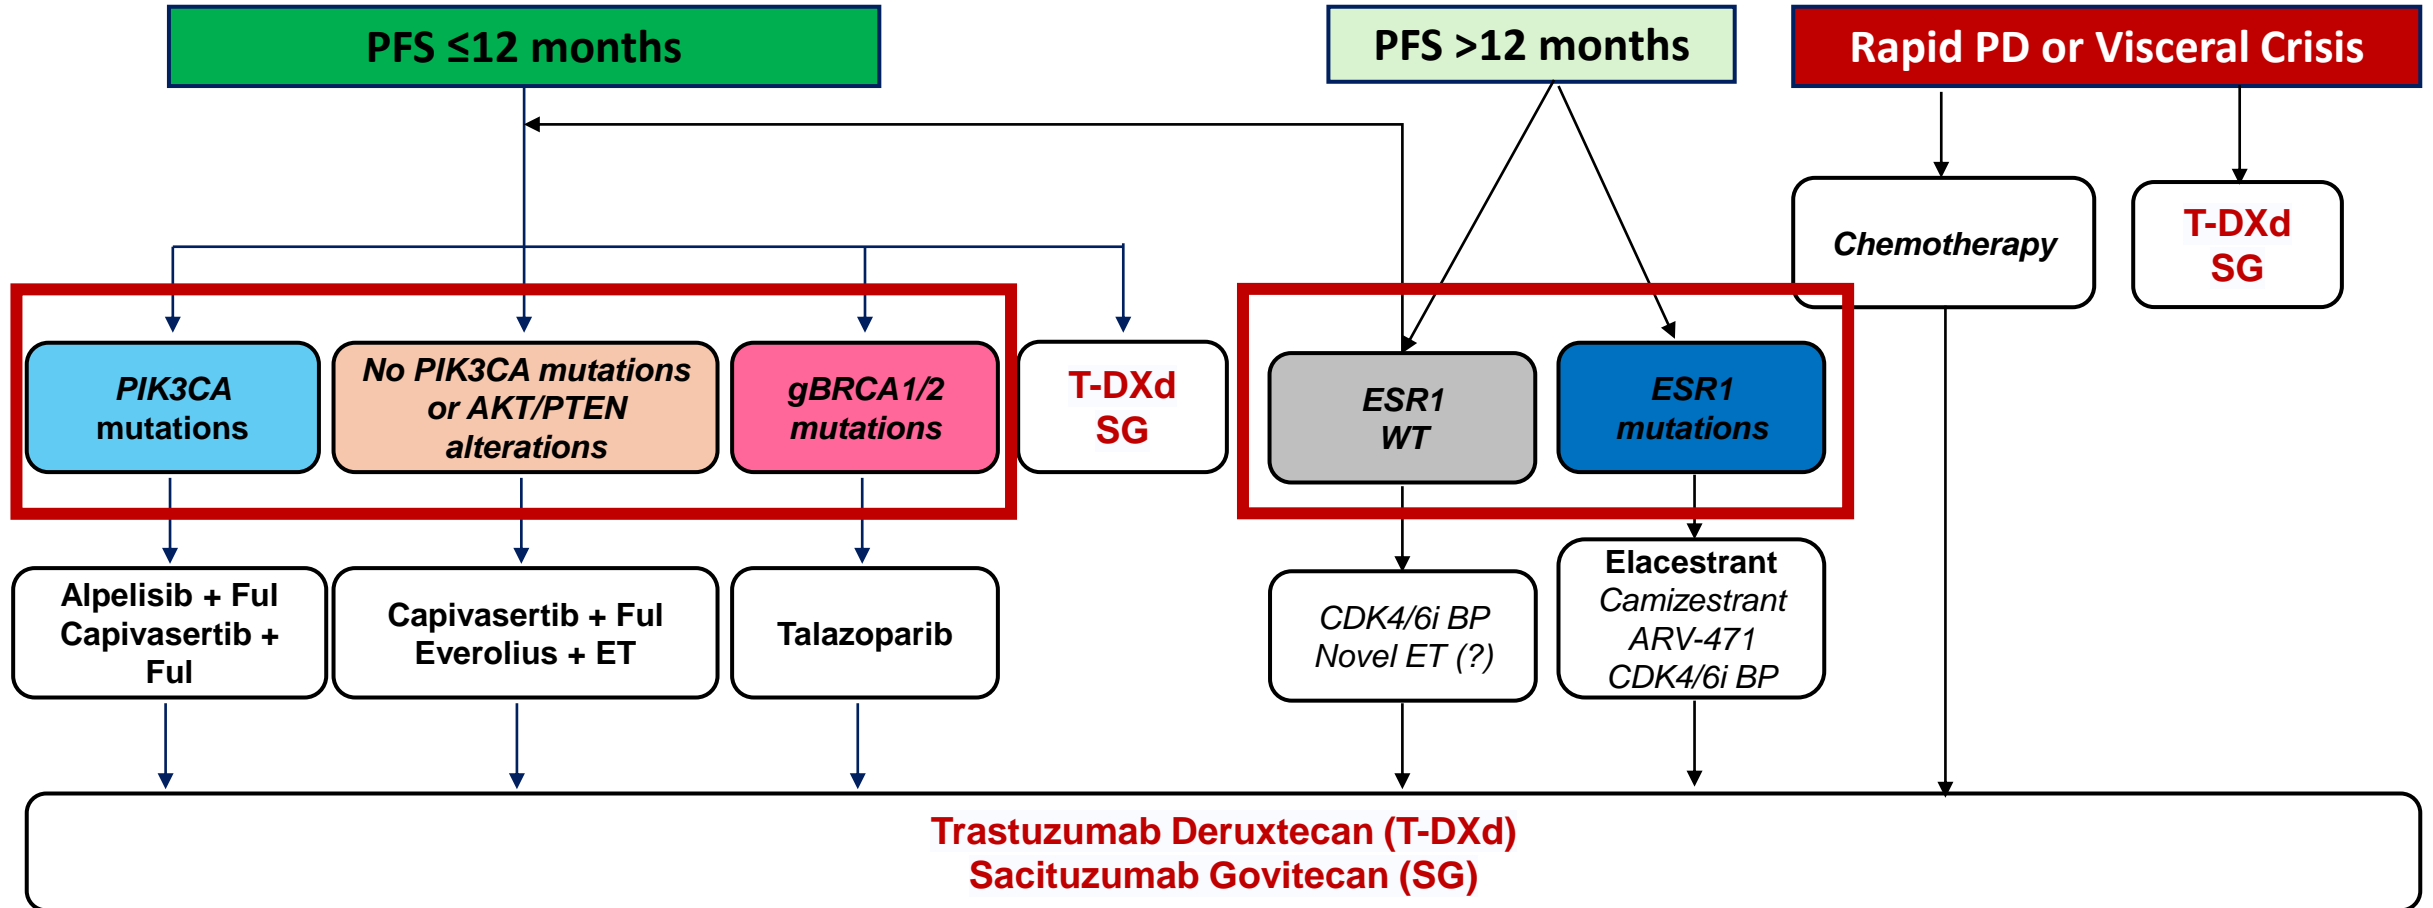 PFS ≤12 months
PFS >12 months
Rapid PD or Visceral Crisis
Chemotherapy
T-DXd
SG
PIK3CA
mutations
No PIK3CA mutations
or AKT/PTEN
alterations
gBRCA1/2
mutations
T-DXd
SG
ESR1
WT
ESR1
mutations
Alpelisib + Ful
Capivasertib +
Ful
Capivasertib + Ful
Everolius + ET
Talazoparib
CDK4/6i BP
Novel ET (?)
Elacestrant
Camizestrant
ARV-471
CDK4/6i BP
Trastuzumab Deruxtecan (T-DXd)
Sacituzumab Govitecan (SG)